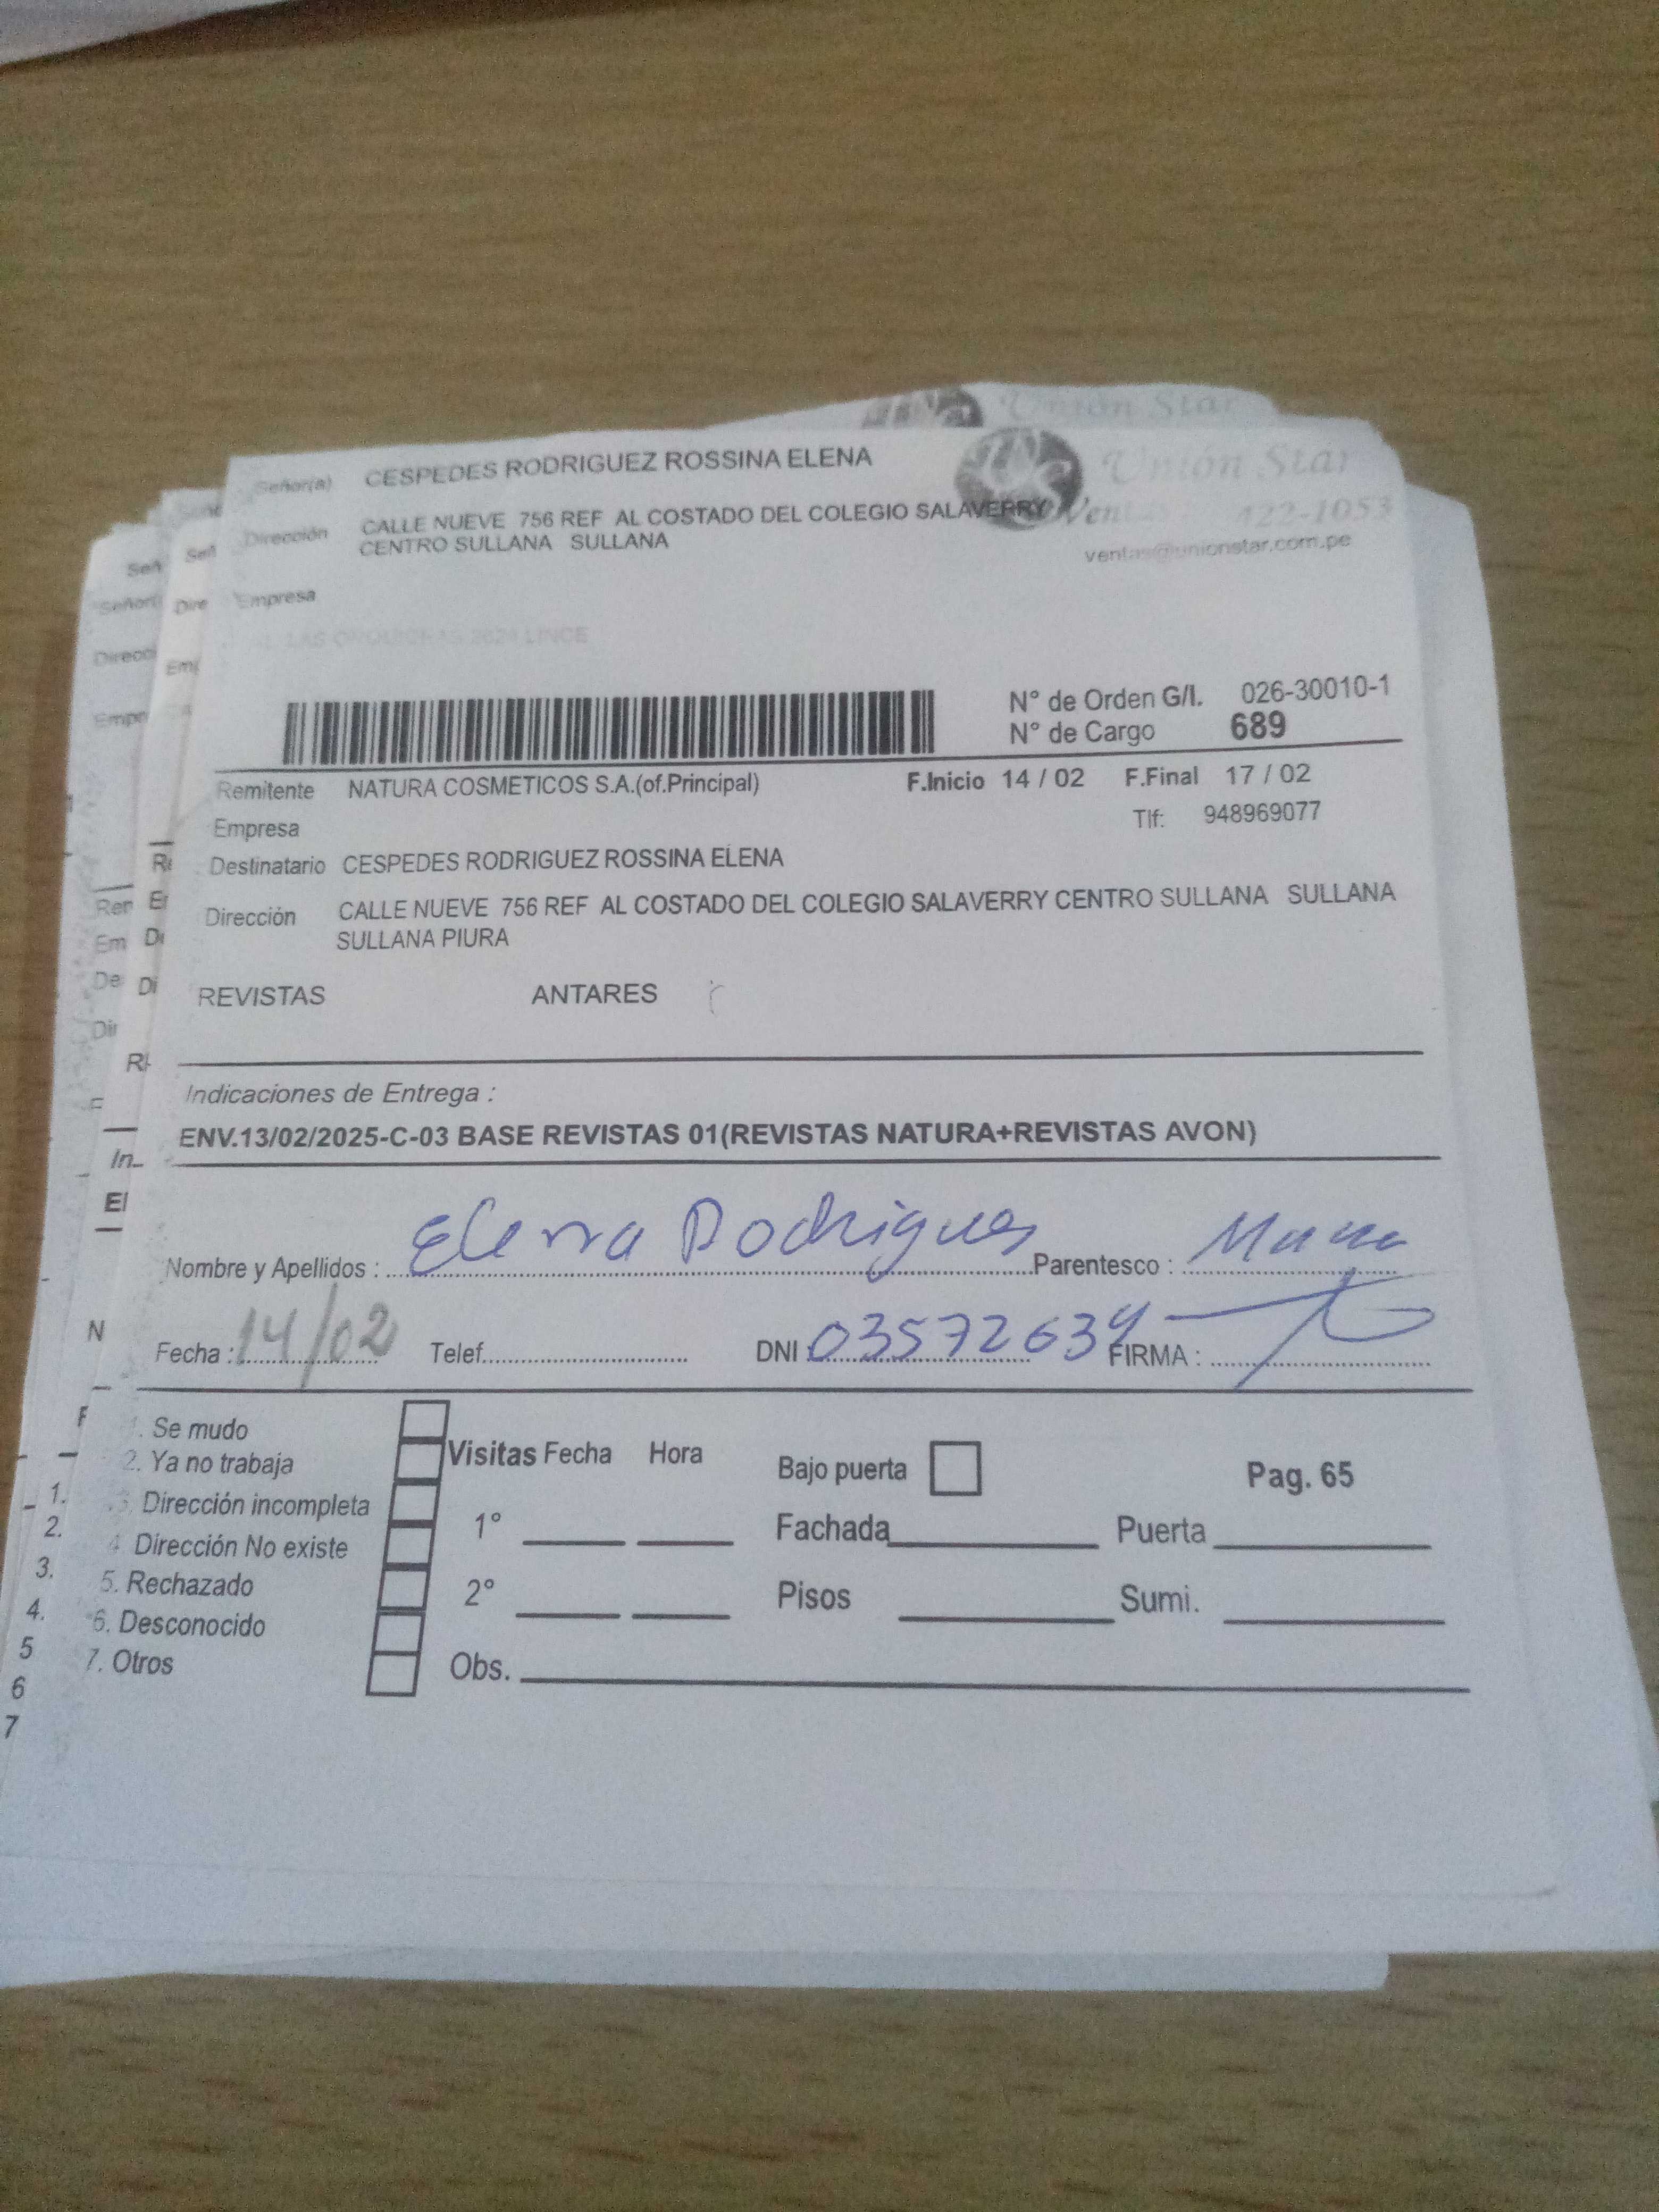 Señor(a) CESPEDES RODRIGUEZ ROSSINA ELENA
Unión Star
Dirección CALLE NUEVE 756 REF AL COSTADO DEL COLEGIO SALAVERRY
CENTRO SULLANA SULLANA
Ventas 422-1053
ventas@unionstar.com.pe
Empresa
LINCE
N° de Orden G/I. 026-30010-1
N° de Cargo 689
Remitente NATURA COSMETICOS S.A.(of.Principal) F.Inicio 14 / 02 F.Final 17 / 02
Empresa Tlf: 948969077
Destinatario CESPEDES RODRIGUEZ ROSSINA ELENA
Dirección CALLE NUEVE 756 REF AL COSTADO DEL COLEGIO SALAVERRY CENTRO SULLANA SULLANA
SULLANA PIURA
REVISTAS ANTARES
Indicaciones de Entrega :
ENV.13/02/2025-C-03 BASE REVISTAS 01(REVISTAS NATURA+REVISTAS AVON)
Nombre y Apellidos : Elena Rodrigues Parentesco :
Fecha : 14/02 Telef. DNI 03572634 FIRMA :
1. Se mudo
2. Ya no trabaja
3. Dirección incompleta
4 Dirección No existe
5. Rechazado
6. Desconocido
7. Otros
Visitas Fecha Hora
1°
2°
Obs.
Bajo puerta Pag. 65
Fachada Puerta
Pisos Sumi.